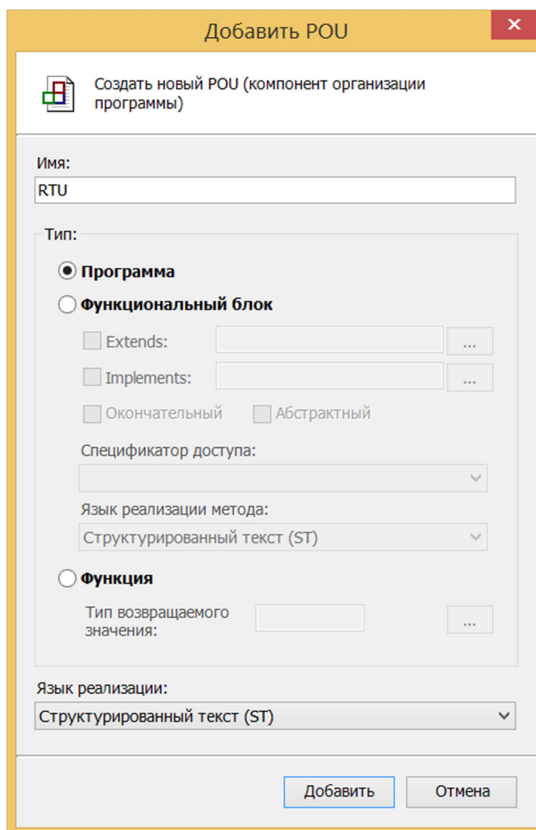 Добавить POU
Создать новый POU (компонент организации
программы)
Имя:
RTU
Тип:
Программа
Функциональный блок
Extends:
...
Implements:
...
Окончательный Абстрактный
Спецификатор доступа:
Язык реализации метода:
Структурированный текст (ST)
Функция
Тип возвращаемого
значения:
...
Язык реализации:
Структурированный текст (ST)
Добавить Отмена